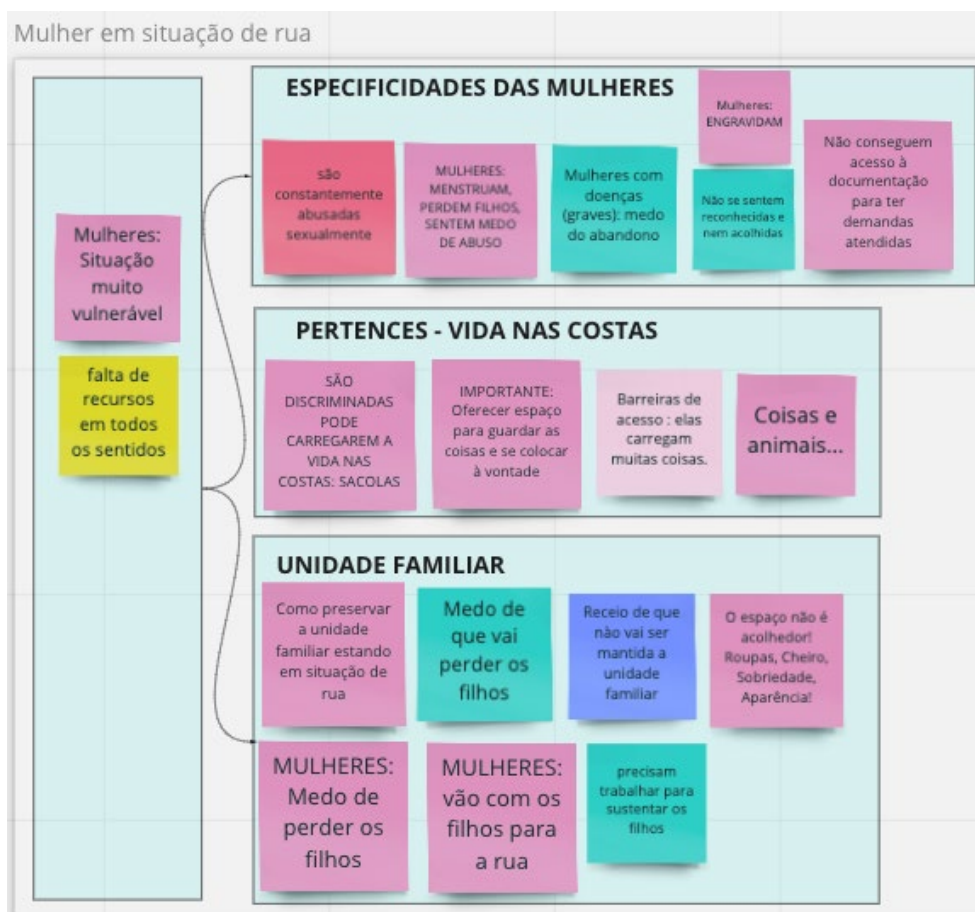 Mulher em situação de rua
Mulheres:
Situação
muito
vulnerável
falta de
recursos
em todos
os sentidos
ESPECIFICIDADES DAS MULHERES
são
constantemente
abusadas
sexualmente
MULHERES:
MENSTRUAM,
PERDEM FILHOS,
SENTEM MEDO
DE ABUSO
Mulheres com
doenças
(graves): medo
do abandono
Mulheres:
ENGRAVIDAM
Não se sentem
reconhecidas e
nem acolhidas
Não conseguem
acesso à
documentação
para ter
demandas
atendidas
PERTENCES - VIDA NAS COSTAS
SÃO
DISCRIMINADAS
PODE
CARREGAREM A
VIDA NAS
COSTAS: SACOLAS
IMPORTANTE:
Oferecer espaço
para guardar as
coisas e se colocar
à vontade
Barreiras de
acesso : elas
carregam
muitas coisas.
Coisas e
animais...
UNIDADE FAMILIAR
Como preservar
a unidade
familiar estando
em situação de
rua
Medo de
que vai
perder os
filhos
Receio de que
nào vai ser
mantida a
unidade
familiar
O espaço não é
acolhedor!
Roupas, Cheiro,
Sobriedade,
Aparência!
MULHERES:
Medo de
perder os
filhos
MULHERES:
vão com os
filhos para
a rua
precisam
trabalhar para
sustentar os
filhos